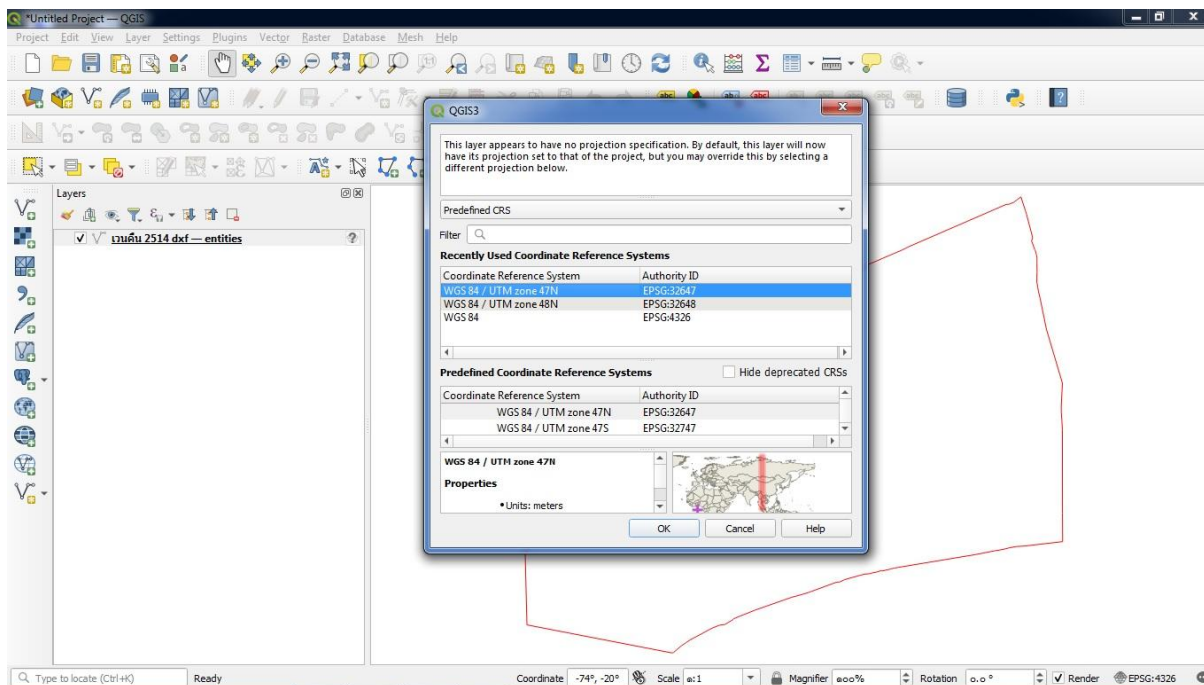 *Untitled Project — QGIS
Project Edit View Layer Settings Plugins Vector Raster Database Mesh Help
QGIS3
This layer appears to have no projection specification. By default, this layer will now
have its projection set to that of the project, but you may override this by selecting a
different projection below.
Layers
Predefined CRS
Filter
เวนคืน 2514 dxf — entities
Recently Used Coordinate Reference Systems
Coordinate Reference System Authority ID
WGS 84 / UTM zone 47N EPSG:32647
WGS 84 / UTM zone 48N EPSG:32648
WGS 84 EPSG:4326
Predefined Coordinate Reference Systems Hide deprecated CRSs
Coordinate Reference System Authority ID
WGS 84 / UTM zone 47N EPSG:32647
WGS 84 / UTM zone 47S EPSG:32747
WGS 84 / UTM zone 47N
Properties
•Units: meters
OK Cancel Help
Type to locate (Ctrl+K) Ready Coordinate -74°, -20° Scale ๑:1 Magnifier ๑๐๐% Rotation ๐.๐ ° Render EPSG:4326